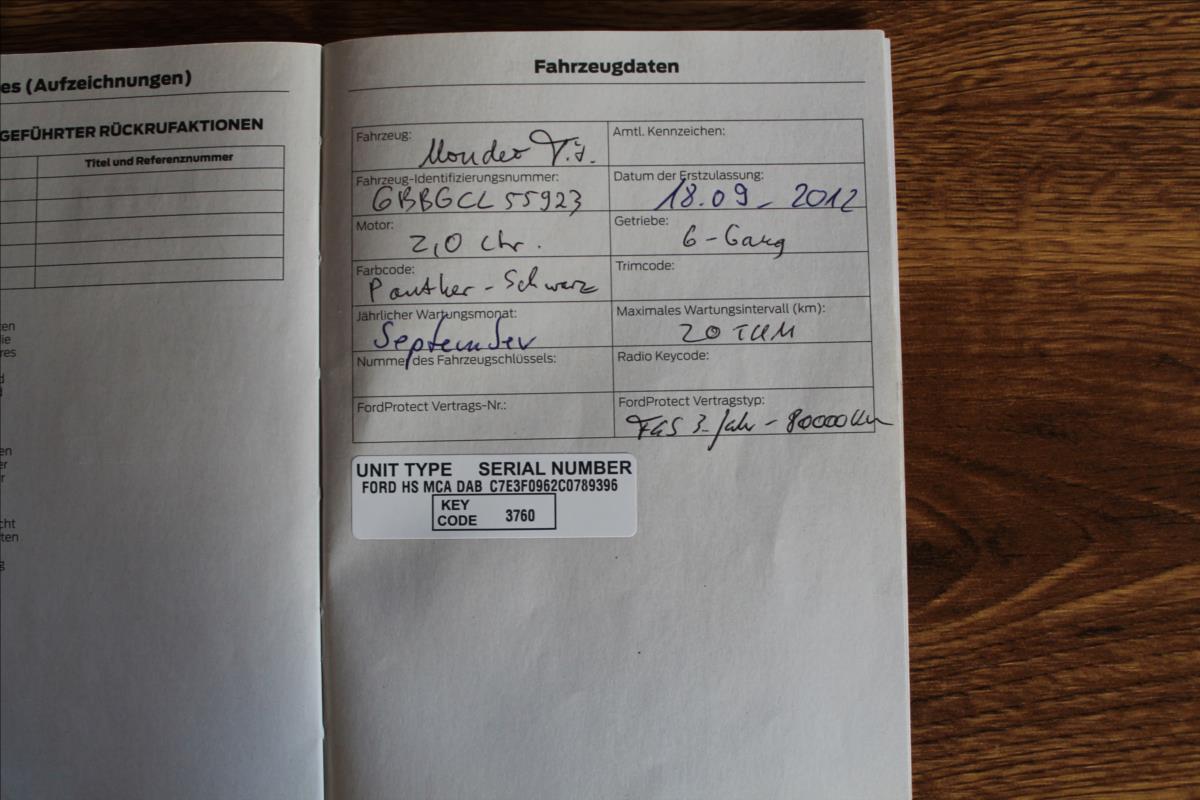 es (Aufzeichnungen)
GEFÜHRTER RÜCKRUFAKTIONEN
Titel und Referenznummer
Fahrzeugdaten
Fahrzeug: Mondeo
Amtl. Kennzeichen:
Fahrzeug-Identifizierungsnummer: GBBGCL55923
Datum der Erstzulassung: 18.09_2012
Motor: 2,0
Getriebe: 6-Gang
Farbcode: Panther-Schwarz
Trimcode:
Jährlicher Wartungsmonat: September
Maximales Wartungsintervall (km): 20 TKM
Nummer des Fahrzeugschlüssels:
Radio Keycode:
FordProtect Vertrags-Nr.:
FordProtect Vertragstyp: FGS 3-Jahr - 80000 Km
UNIT TYPE SERIAL NUMBER
FORD HS MCA DAB C7E3F0962C0789396
KEY CODE 3760